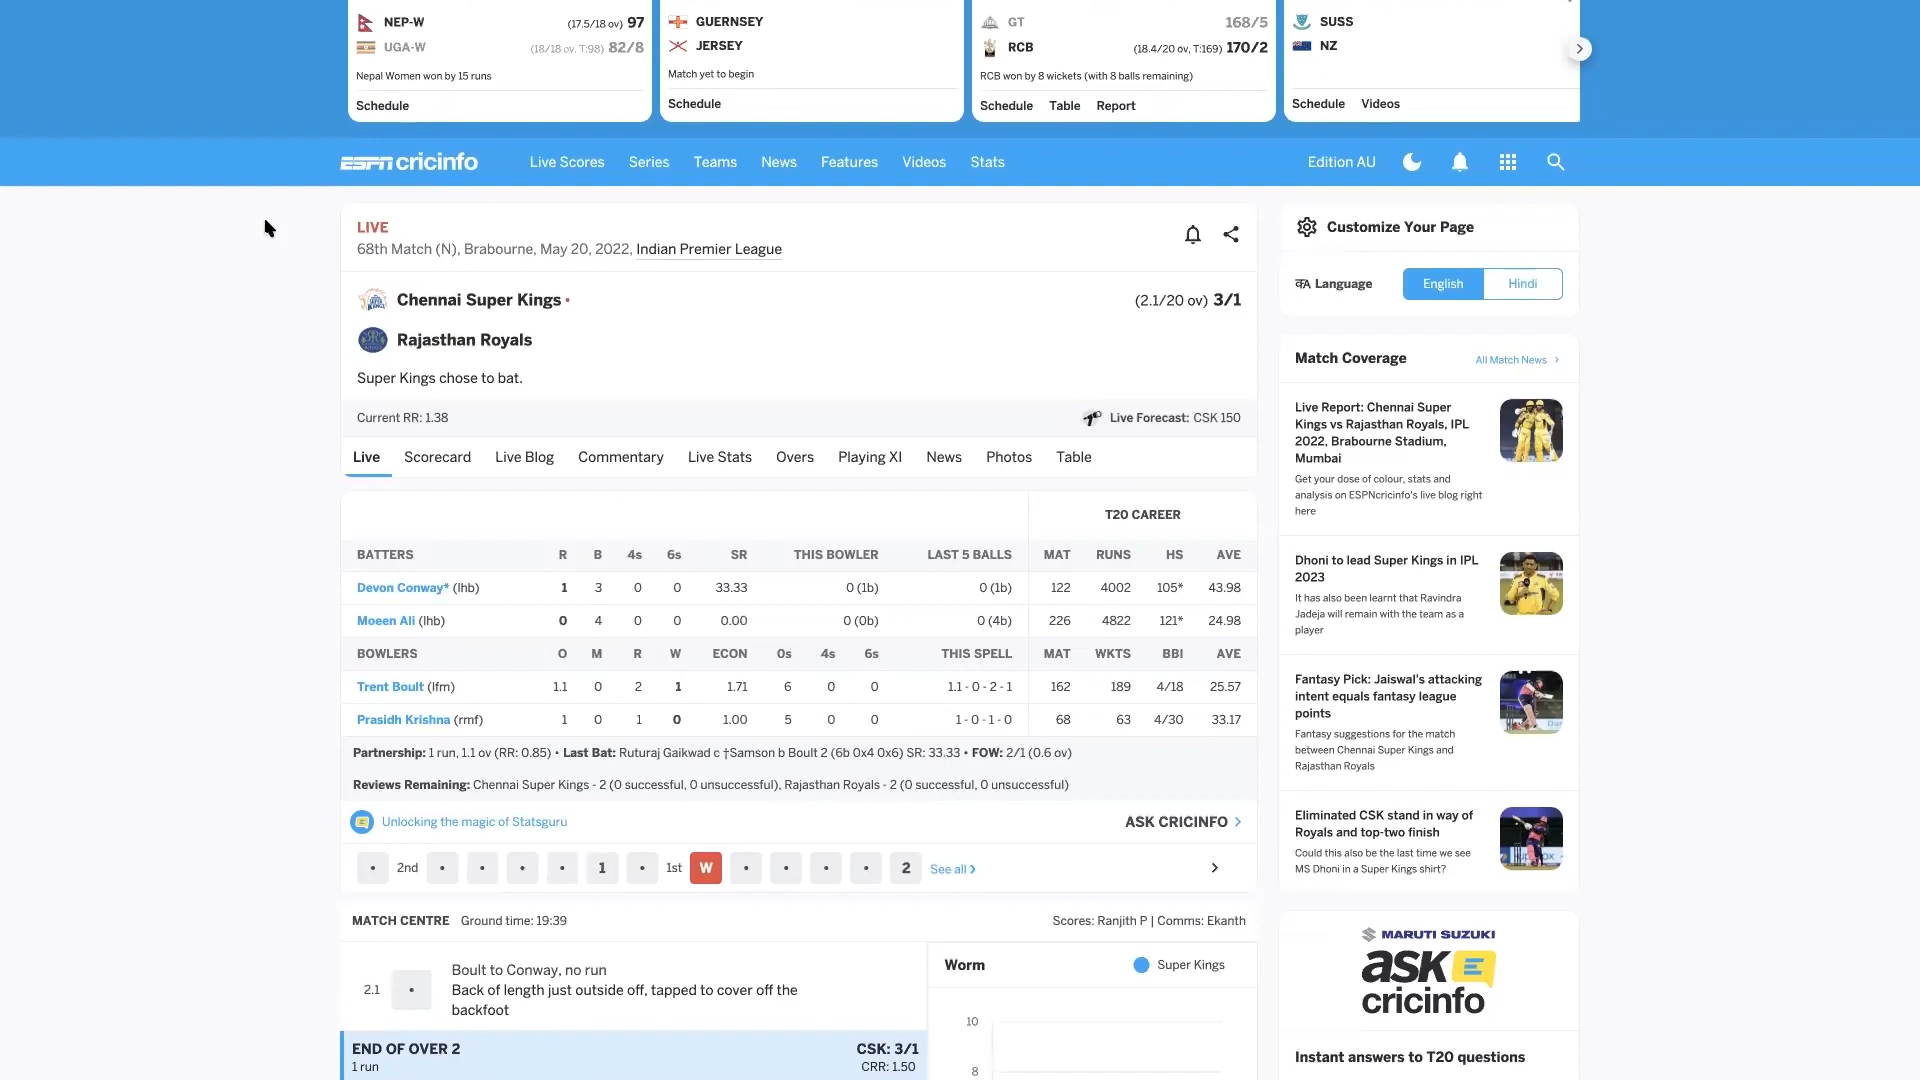 NEP-W (17.5/18 ov) 97
UGA-W (18/18 ov, T:98) 82/8
Nepal Women won by 15 runs
Schedule
GUERNSEY
JERSEY
Match yet to begin
Schedule
GT 168/5
RCB (18.4/20 ov, T:169) 170/2
RCB won by 8 wickets (with 8 balls remaining)
Schedule Table Report
SUSS
NZ
Schedule Videos
ESPN cricinfo Live Scores Series Teams News Features Videos Stats Edition AU
LIVE
68th Match (N), Brabourne, May 20, 2022, Indian Premier League
Chennai Super Kings • (2.1/20 ov) 3/1
Rajasthan Royals
Super Kings chose to bat.
Current RR: 1.38 Live Forecast: CSK 150
Live Scorecard Live Blog Commentary Live Stats Overs Playing XI News Photos Table
T20 CAREER
BATTERS R B 4s 6s SR THIS BOWLER LAST 5 BALLS MAT RUNS HS AVE
Devon Conway* (lhb) 1 3 0 0 33.33 0 (1b) 0 (1b) 122 4002 105* 43.98
Moeen Ali (lhb) 0 4 0 0 0.00 0 (0b) 0 (4b) 226 4822 121* 24.98
BOWLERS O M R W ECON 0s 4s 6s THIS SPELL MAT WKTS BBI AVE
Trent Boult (lfm) 1.1 0 2 1 1.71 6 0 0 1.1 - 0 - 2 - 1 162 189 4/18 25.57
Prasidh Krishna (rmf) 1 0 1 0 1.00 5 0 0 1 - 0 - 1 - 0 68 63 4/30 33.17
Partnership: 1 run, 1.1 ov (RR: 0.85) • Last Bat: Ruturaj Gaikwad c †Samson b Boult 2 (6b 0x4 0x6) SR: 33.33 • FOW: 2/1 (0.6 ov)
Reviews Remaining: Chennai Super Kings - 2 (0 successful, 0 unsuccessful), Rajasthan Royals - 2 (0 successful, 0 unsuccessful)
Unlocking the magic of Statsguru ASK CRICINFO >
• 2nd • • • • 1 • 1st W • • • • 2 See all >
MATCH CENTRE Ground time: 19:39 Scores: Ranjith P | Comms: Ekanth
2.1 • Boult to Conway, no run
Back of length just outside off, tapped to cover off the
backfoot
END OF OVER 2 CSK: 3/1
1 run CRR: 1.50
Worm Super Kings
10
8
Customize Your Page
Language English Hindi
Match Coverage All Match News >
Live Report: Chennai Super
Kings vs Rajasthan Royals, IPL
2022, Brabourne Stadium,
Mumbai
Get your dose of colour, stats and
analysis on ESPNcricinfo's live blog right
here
Dhoni to lead Super Kings in IPL
2023
It has also been learnt that Ravindra
Jadeja will remain with the team as a
player
Fantasy Pick: Jaiswal's attacking
intent equals fantasy league
points
Fantasy suggestions for the match
between Chennai Super Kings and
Rajasthan Royals
Eliminated CSK stand in way of
Royals and top-two finish
Could this also be the last time we see
MS Dhoni in a Super Kings shirt?
MARUTI SUZUKI
ask
cricinfo
Instant answers to T20 questions